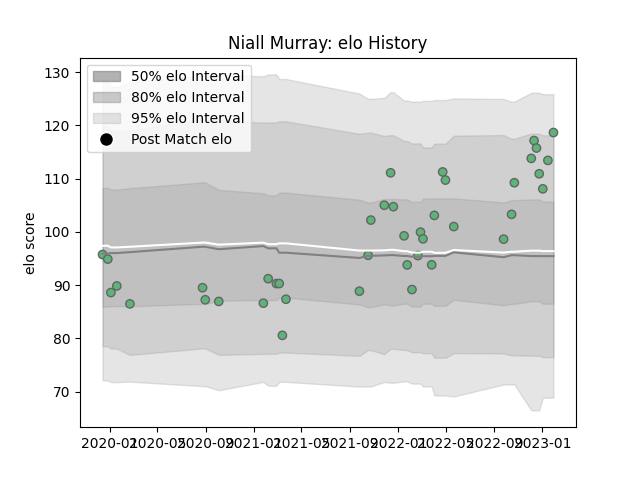 Niall Murray: elo History
50% elo Interval
80% elo Interval
95% elo Interval
Post Match elo
elo score
130
120
110
100
90
80
70
2020-01 2020-05 2020-09 2021-01 2021-05 2021-09 2022-01 2022-05 2022-09 2023-01